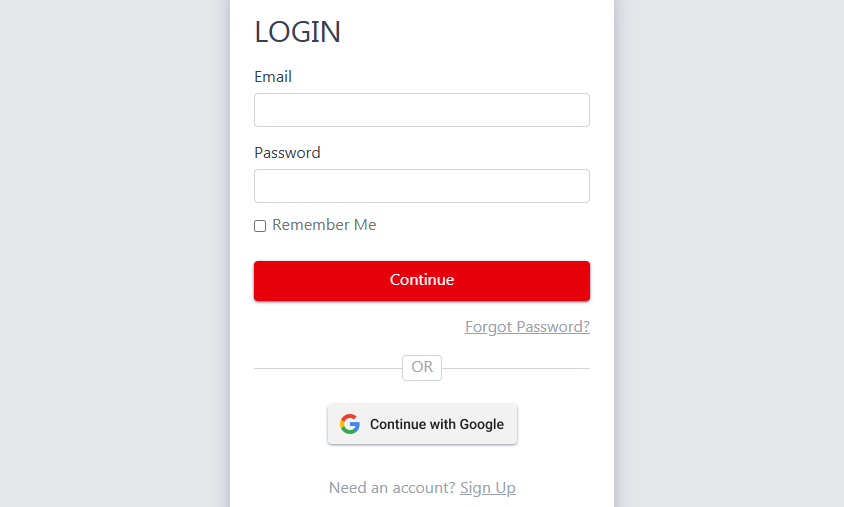 LOGIN
Email
Password
Remember Me
Continue
Forgot Password?
OR
Continue with Google
Need an account? Sign Up